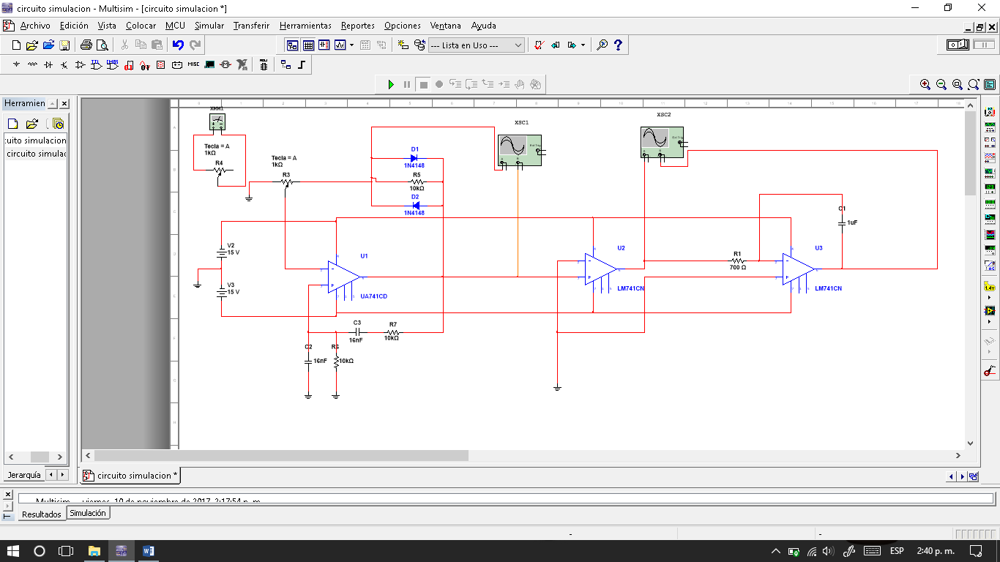 circuito simulacion - Multisim - [circuito simulacion *]
Archivo Edición Vista Colocar MCU Simular Transferir Herramientas Reportes Opciones Ventana Ayuda
--- Lista en Uso ---
MISC
Herramien
:uito simulacion
circuito simulac
XSC1
XSC2
Tecla = A
1kΩ
R4
Tecla = A
1kΩ
R3
D1
1N4148
R5
10kΩ
D2
1N4148
V2
15 V
V3
15 V
U1
UA741CD
U2
LM741CN
R1
700 Ω
U3
LM741CN
C1
1uF
C3
16nF
R7
10kΩ
C2
16nF
R6
10kΩ
Jerarquía
circuito simulacion *
Multisim - viernes, 10 de noviembre de 2017, 2:17:54 p. m.
Resultados Simulación
ESP
2:40 p. m.